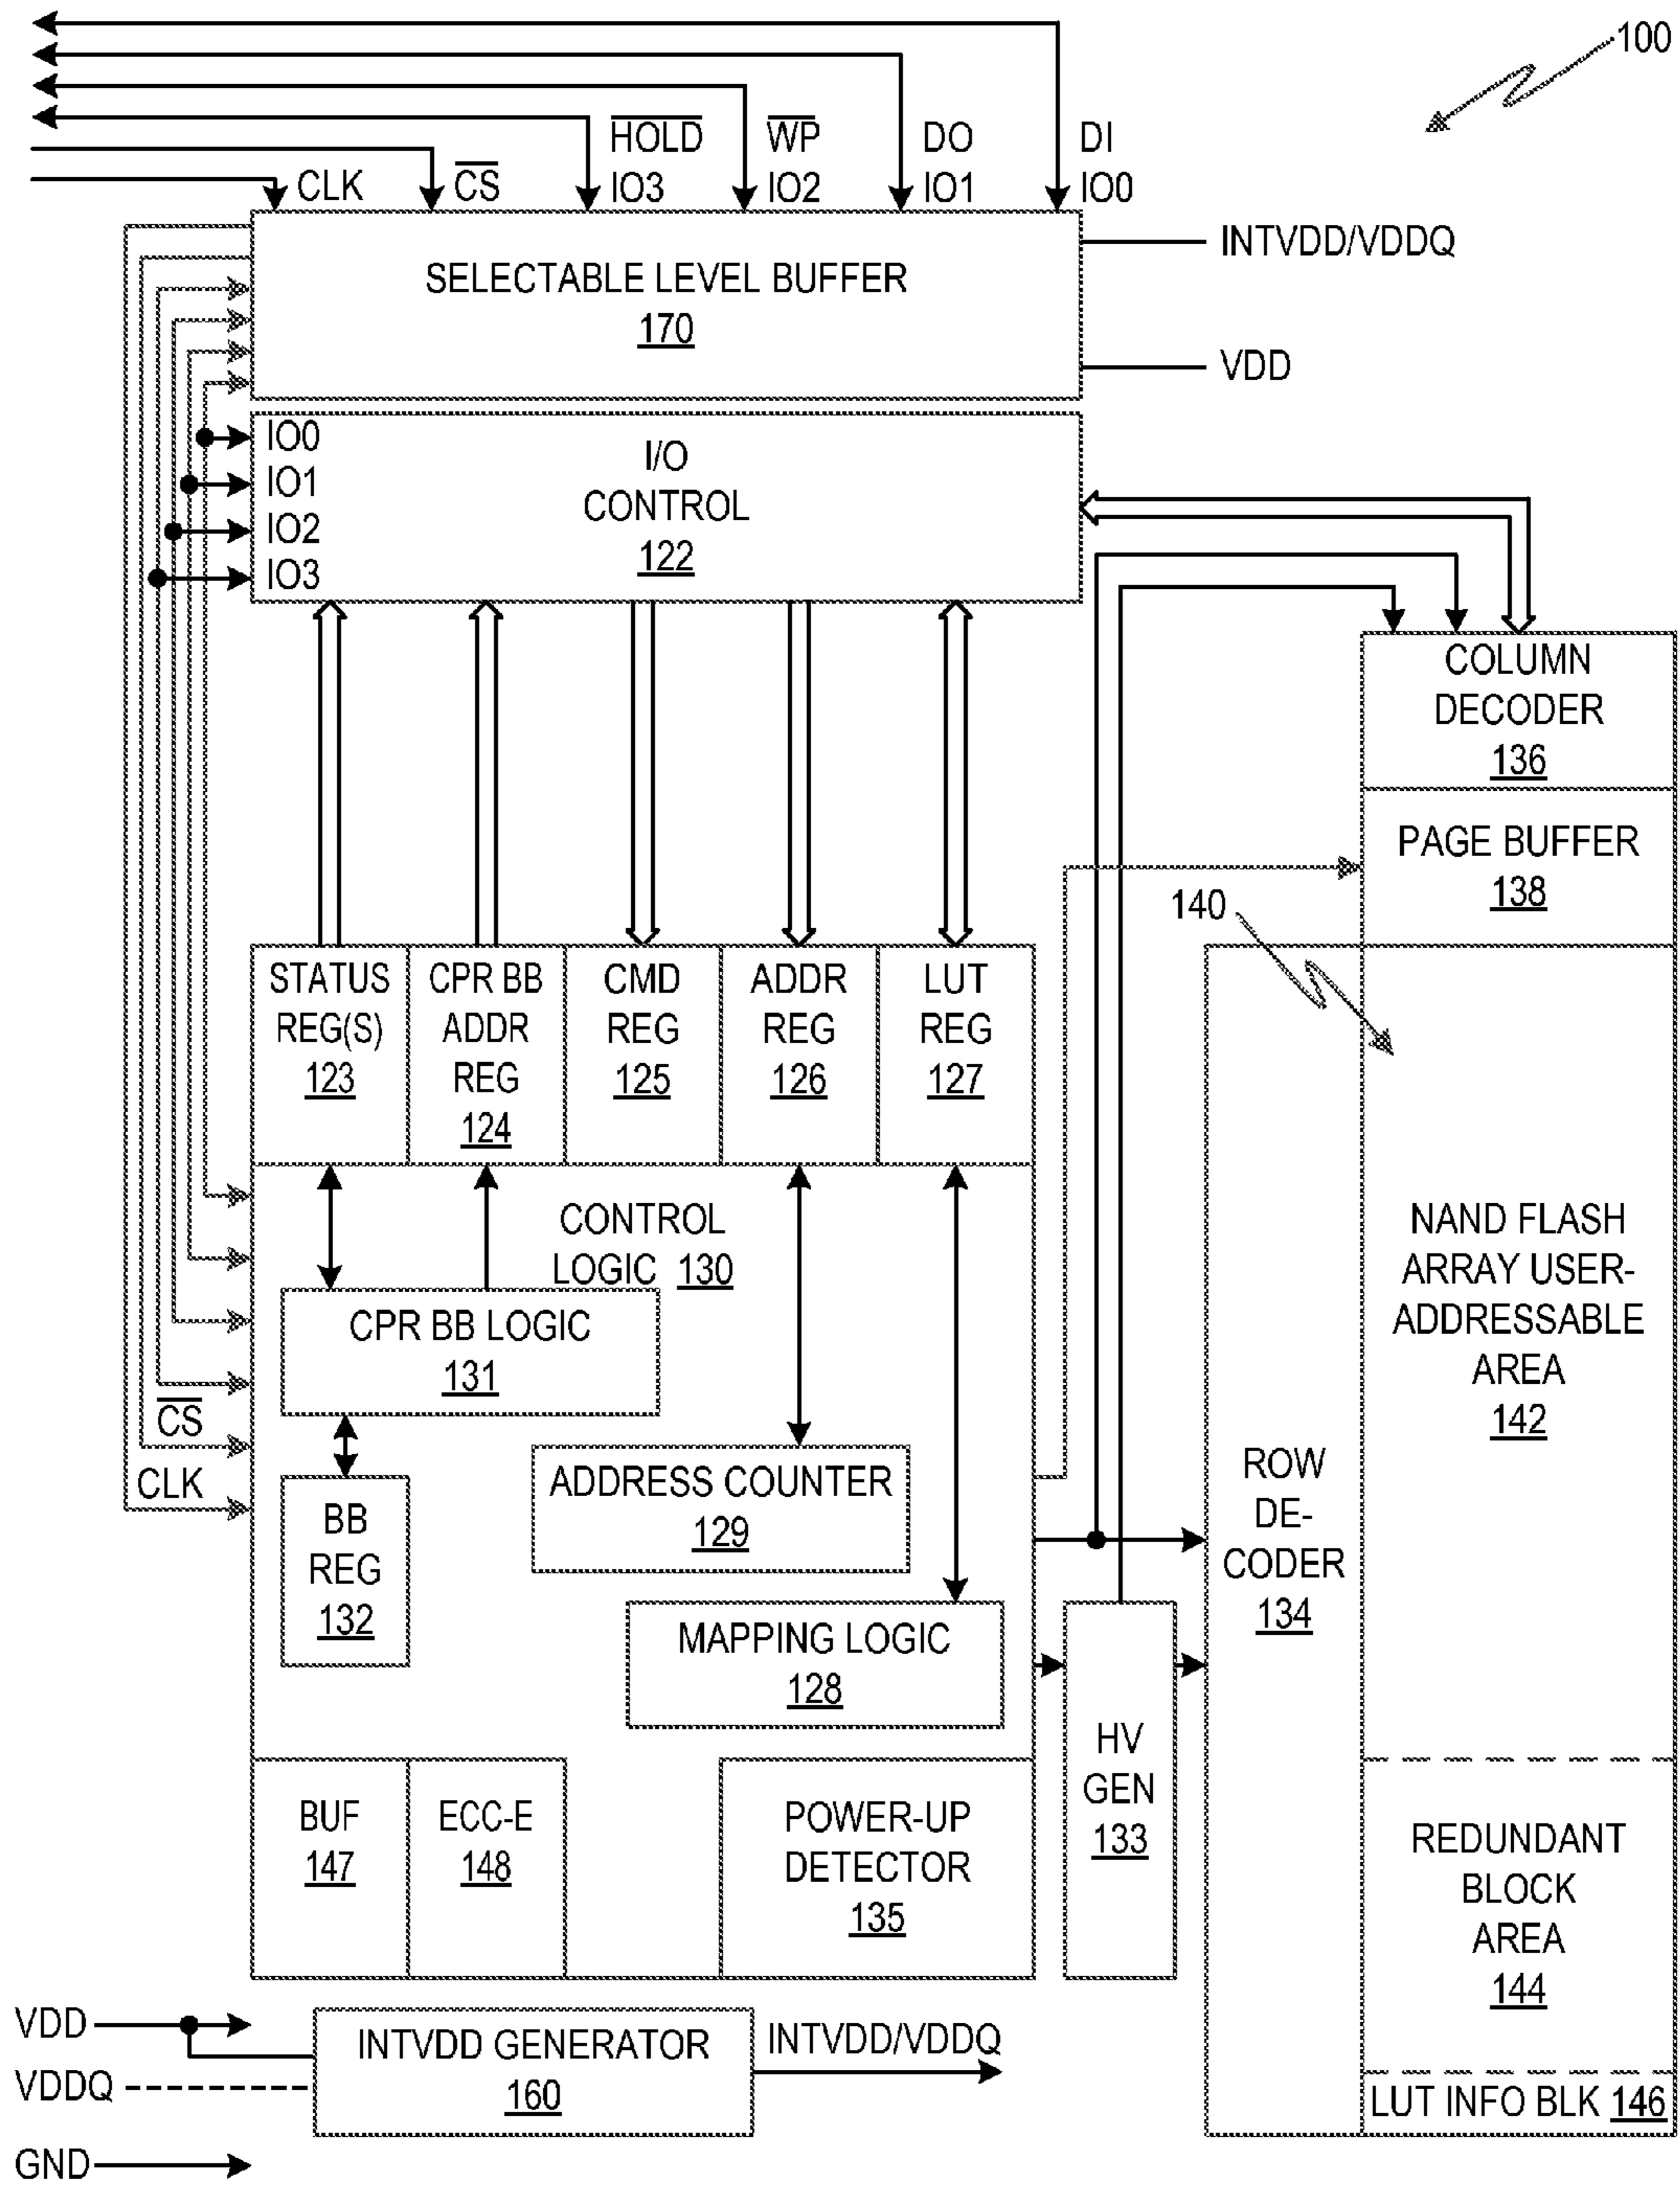 100
HOLD WP DO DI
CLK CS IO3 IO2 IO1 IO0
INTVDD/VDDQ
SELECTABLE LEVEL BUFFER
170
VDD
IO0
IO1
IO2
IO3
I/O
CONTROL
122
COLUMN
DECODER
136
PAGE BUFFER
138
140
STATUS
REG(S)
123
CPR BB
ADDR
REG
124
CMD
REG
125
ADDR
REG
126
LUT
REG
127
CONTROL
LOGIC 130
CPR BB LOGIC
131
CS
CLK
BB
REG
132
ADDRESS COUNTER
129
MAPPING LOGIC
128
ROW
DE-
CODER
134
NAND FLASH
ARRAY USER-
ADDRESSABLE
AREA
142
HV
GEN
133
BUF
147
ECC-E
148
POWER-UP
DETECTOR
135
REDUNDANT
BLOCK
AREA
144
LUT INFO BLK 146
VDD
VDDQ
GND
INTVDD GENERATOR
160
INTVDD/VDDQ